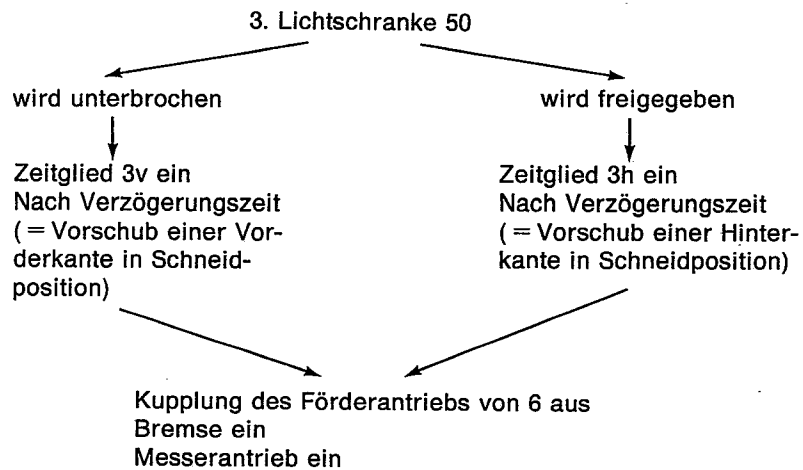 3. Lichtschranke 50
wird unterbrochen
Zeitglied 3v ein
Nach Verzögerungszeit
(= Vorschub einer Vor-
derkante in Schneid-
position)
wird freigegeben
Zeitglied 3h ein
Nach Verzögerungszeit
(= Vorschub einer Hinter-
kante in Schneidposition)
Kupplung des Förderantriebs von 6 aus
Bremse ein
Messerantrieb ein